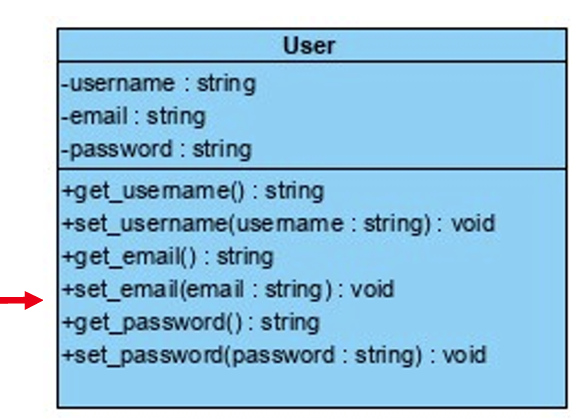 User
-username : string
-email : string
-password : string
+get_username() : string
+set_username(username : string) : void
+get_email() : string
+set_email(email : string) : void
+get_password() : string
+set_password(password : string) : void